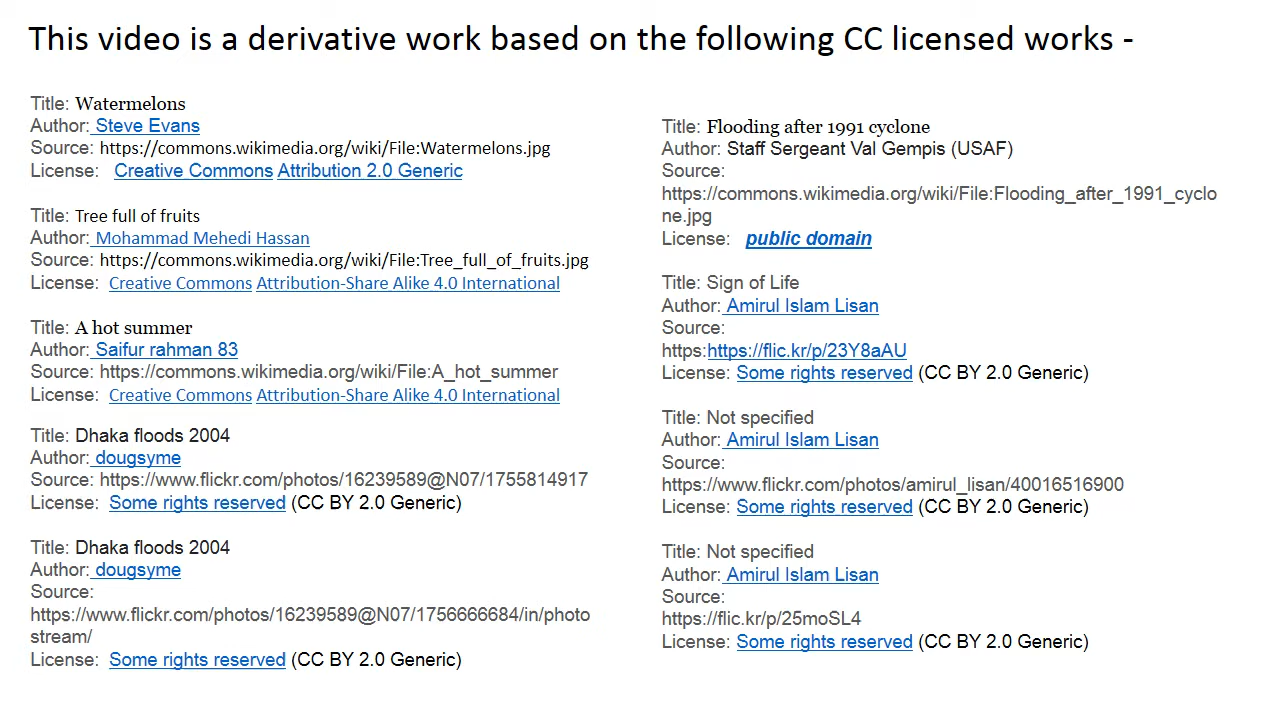 This video is a derivative work based on the following CC licensed works -
Title: Watermelons
Author: Steve Evans
Source: https://commons.wikimedia.org/wiki/File:Watermelons.jpg
License: Creative Commons Attribution 2.0 Generic
Title: Tree full of fruits
Author: Mohammad Mehedi Hassan
Source: https://commons.wikimedia.org/wiki/File:Tree_full_of_fruits.jpg
License: Creative Commons Attribution-Share Alike 4.0 International
Title: A hot summer
Author: Saifur rahman 83
Source: https://commons.wikimedia.org/wiki/File:A_hot_summer
License: Creative Commons Attribution-Share Alike 4.0 International
Title: Dhaka floods 2004
Author: dougsyme
Source: https://www.flickr.com/photos/16239589@N07/1755814917
License: Some rights reserved (CC BY 2.0 Generic)
Title: Dhaka floods 2004
Author: dougsyme
Source:
https://www.flickr.com/photos/16239589@N07/1756666684/in/photo
stream/
License: Some rights reserved (CC BY 2.0 Generic)
Title: Flooding after 1991 cyclone
Author: Staff Sergeant Val Gempis (USAF)
Source:
https://commons.wikimedia.org/wiki/File:Flooding_after_1991_cyclo
ne.jpg
License: public domain
Title: Sign of Life
Author: Amirul Islam Lisan
Source:
https:https://flic.kr/p/23Y8aAU
License: Some rights reserved (CC BY 2.0 Generic)
Title: Not specified
Author: Amirul Islam Lisan
Source:
https://www.flickr.com/photos/amirul_lisan/40016516900
License: Some rights reserved (CC BY 2.0 Generic)
Title: Not specified
Author: Amirul Islam Lisan
Source:
https://flic.kr/p/25moSL4
License: Some rights reserved (CC BY 2.0 Generic)